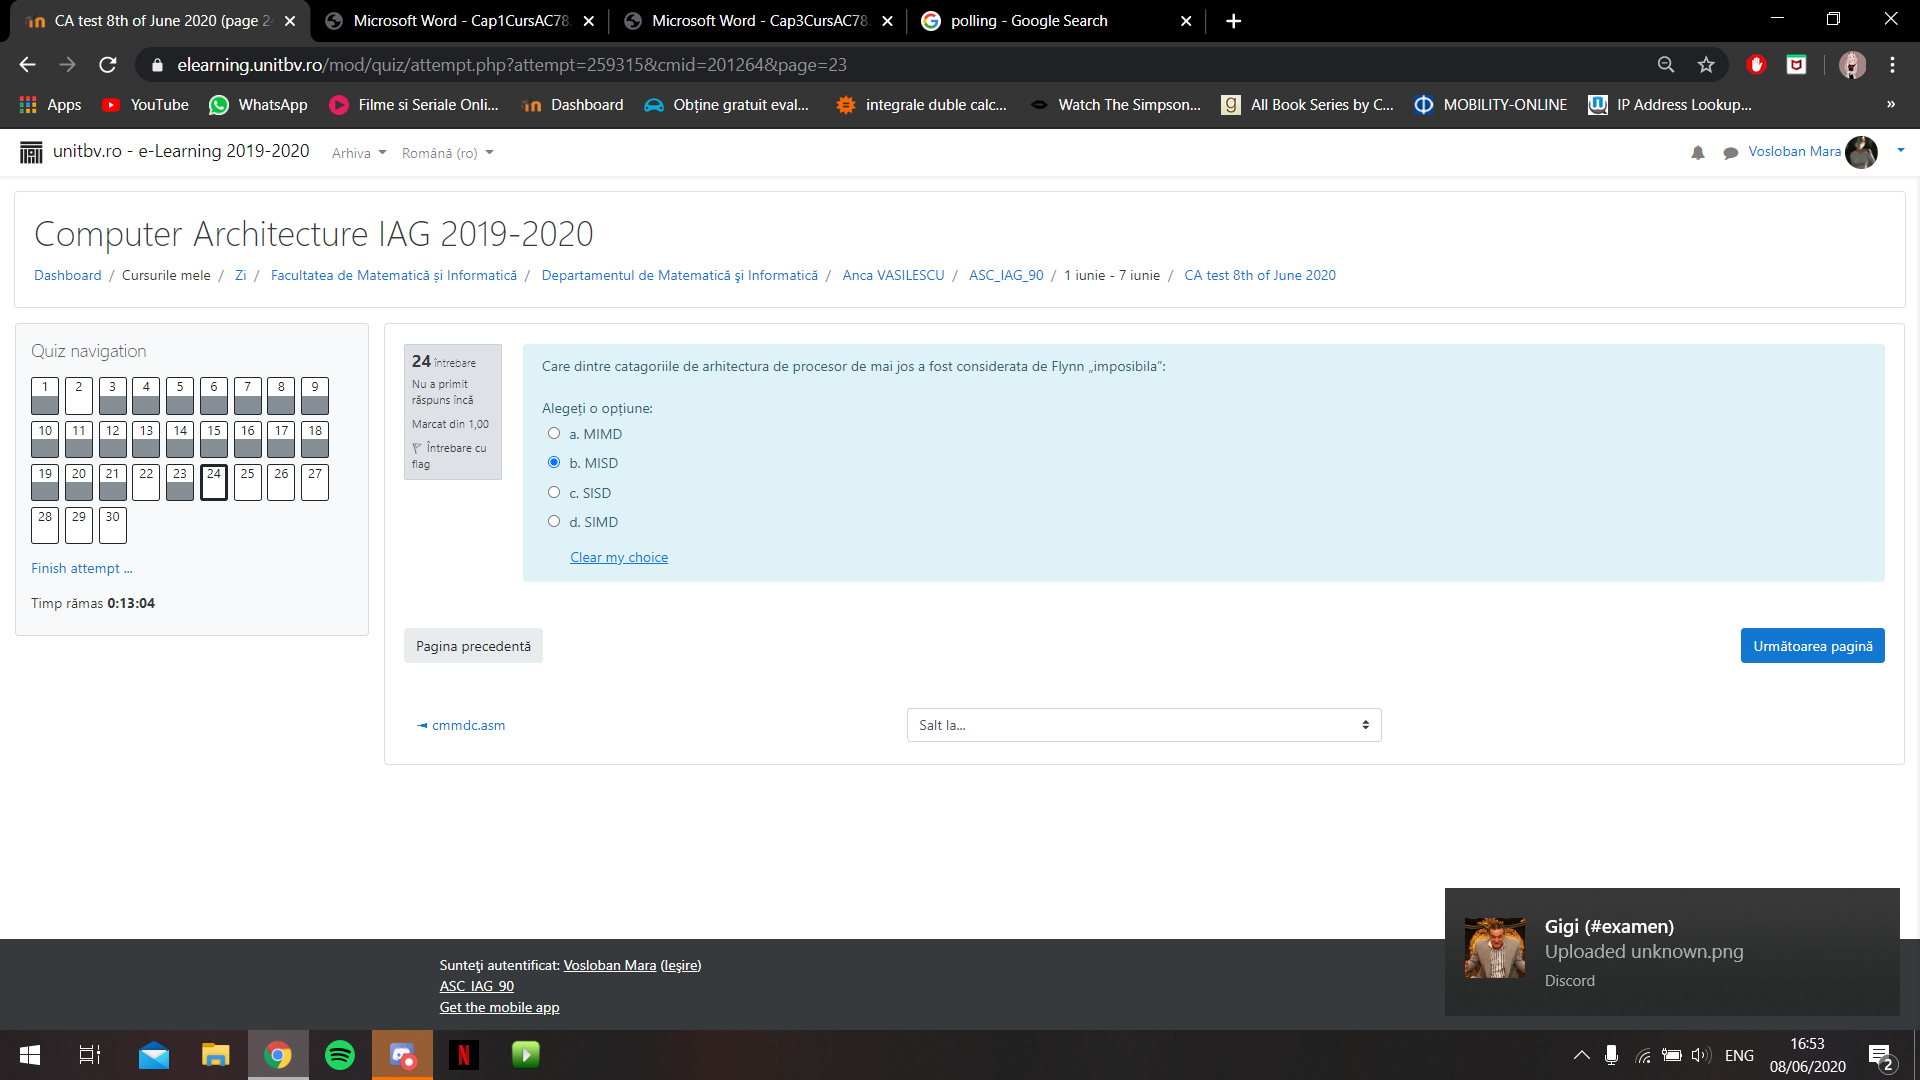 CA test 8th of June 2020 (page 24
Microsoft Word - Cap1CursAC78.
Microsoft Word - Cap3CursAC78.
polling - Google Search
elearning.unitbv.ro/mod/quiz/attempt.php?attempt=259315&cmid=201264&page=23
Apps
YouTube
WhatsApp
Filme si Seriale Onli...
Dashboard
Obține gratuit eval...
integrale duble calc...
Watch The Simpson...
All Book Series by C...
MOBILITY-ONLINE
IP Address Lookup...
»
unitbv.ro - e-Learning 2019-2020
Arhiva
Română (ro)
Vosloban Mara
Computer Architecture IAG 2019-2020
Dashboard / Cursurile mele / Zi / Facultatea de Matematică și Informatică / Departamentul de Matematică şi Informatică / Anca VASILESCU / ASC_IAG_90 / 1 iunie - 7 iunie / CA test 8th of June 2020
Quiz navigation
1 2 3 4 5 6 7 8 9
10 11 12 13 14 15 16 17 18
19 20 21 22 23 24 25 26 27
28 29 30
Finish attempt ...
Timp rămas 0:13:04
24 întrebare
Nu a primit
răspuns încă
Marcat din 1,00
Întrebare cu
flag
Care dintre catagoriile de arhitectura de procesor de mai jos a fost considerata de Flynn „imposibila”:
Alegeți o opțiune:
a. MIMD
b. MISD
c. SISD
d. SIMD
Clear my choice
Pagina precedentă
Următoarea pagină
◄ cmmdc.asm
Salt la...
Sunteţi autentificat: Vosloban Mara (Ieşire)
ASC_IAG_90
Get the mobile app
Gigi (#examen)
Uploaded unknown.png
Discord
ENG
16:53
08/06/2020
2